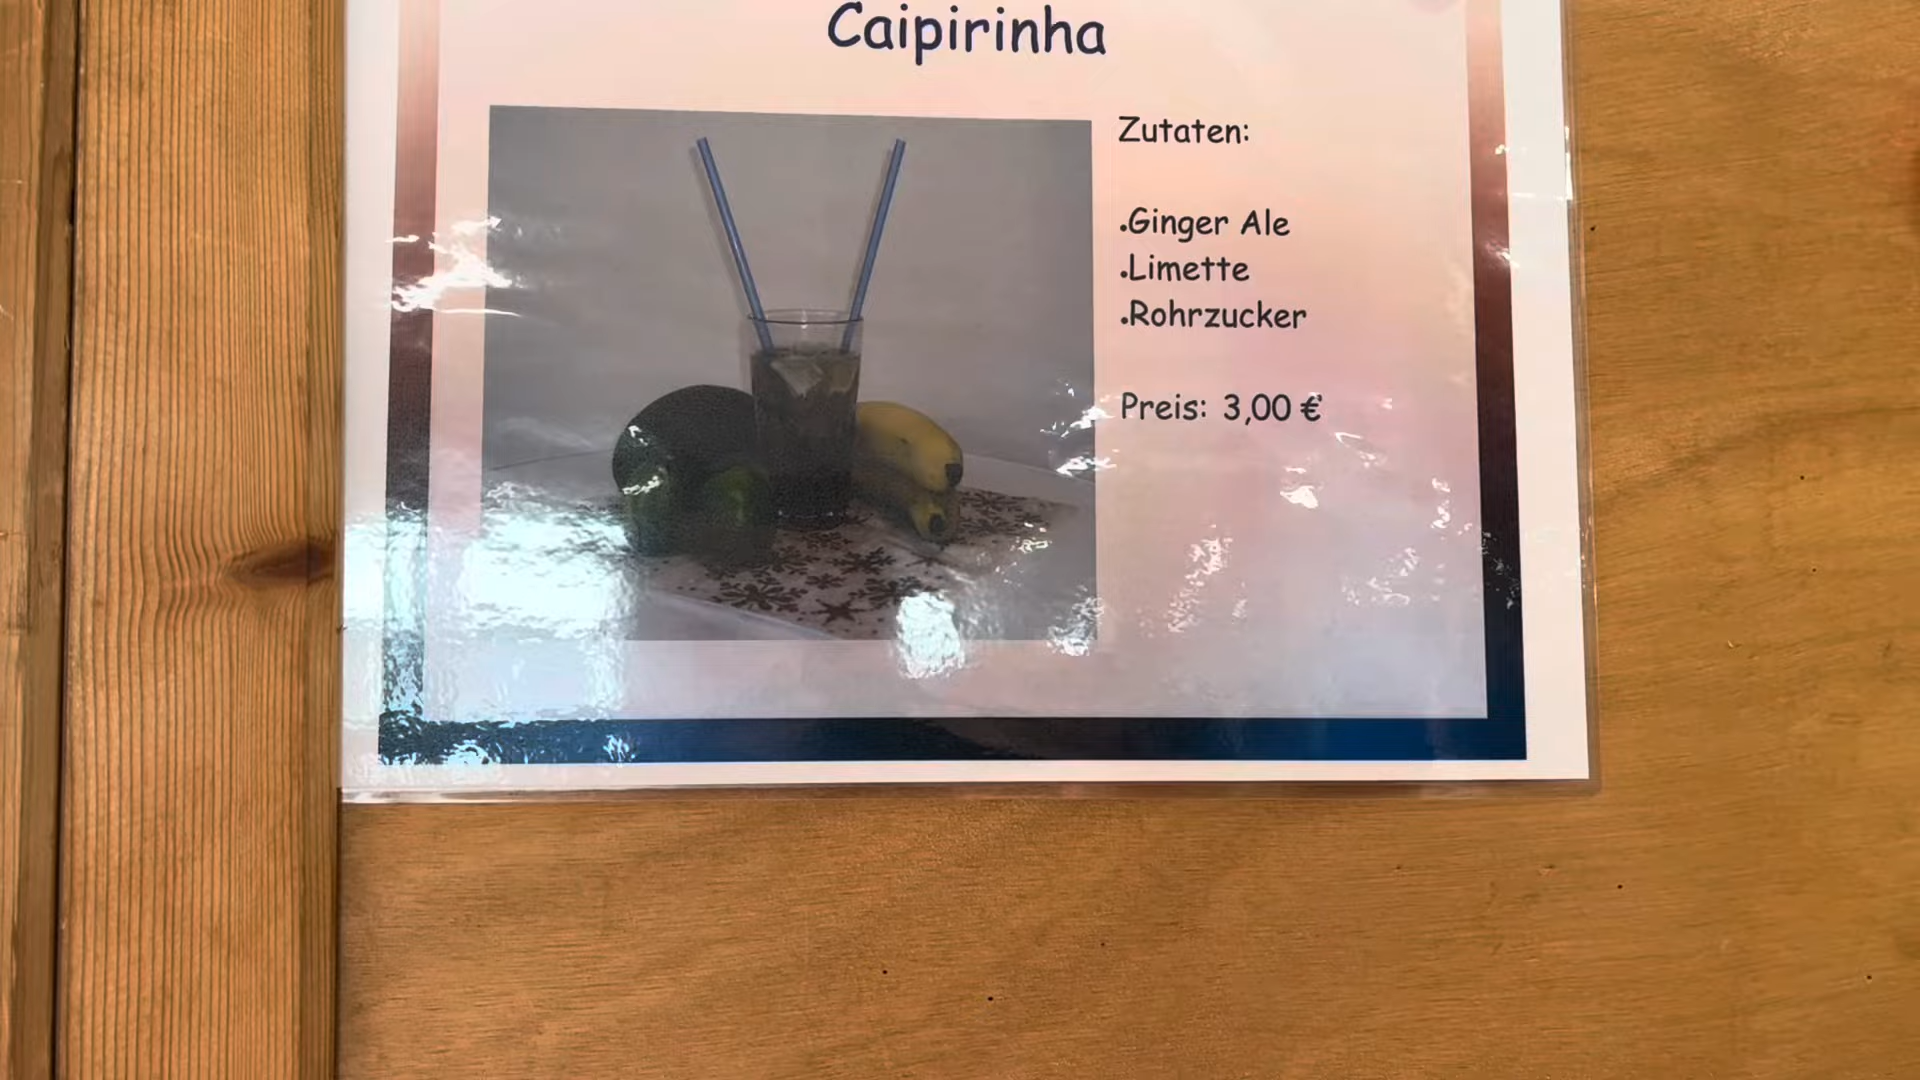 Caipirinha
Zutaten:
•Ginger Ale
•Limette
•Rohrzucker
Preis: 3,00 €